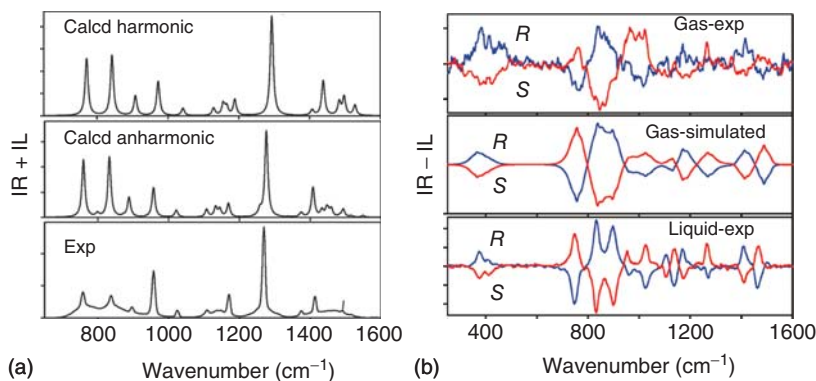 Calcd harmonic
Calcd anharmonic
Exp
IR + IL
800 1000 1200 1400 1600
Wavenumber (cm⁻¹)
(a)
Gas-exp
R
S
Gas-simulated
R
S
Liquid-exp
R
S
IR − IL
400 800 1200 1600
Wavenumber (cm⁻¹)
(b)